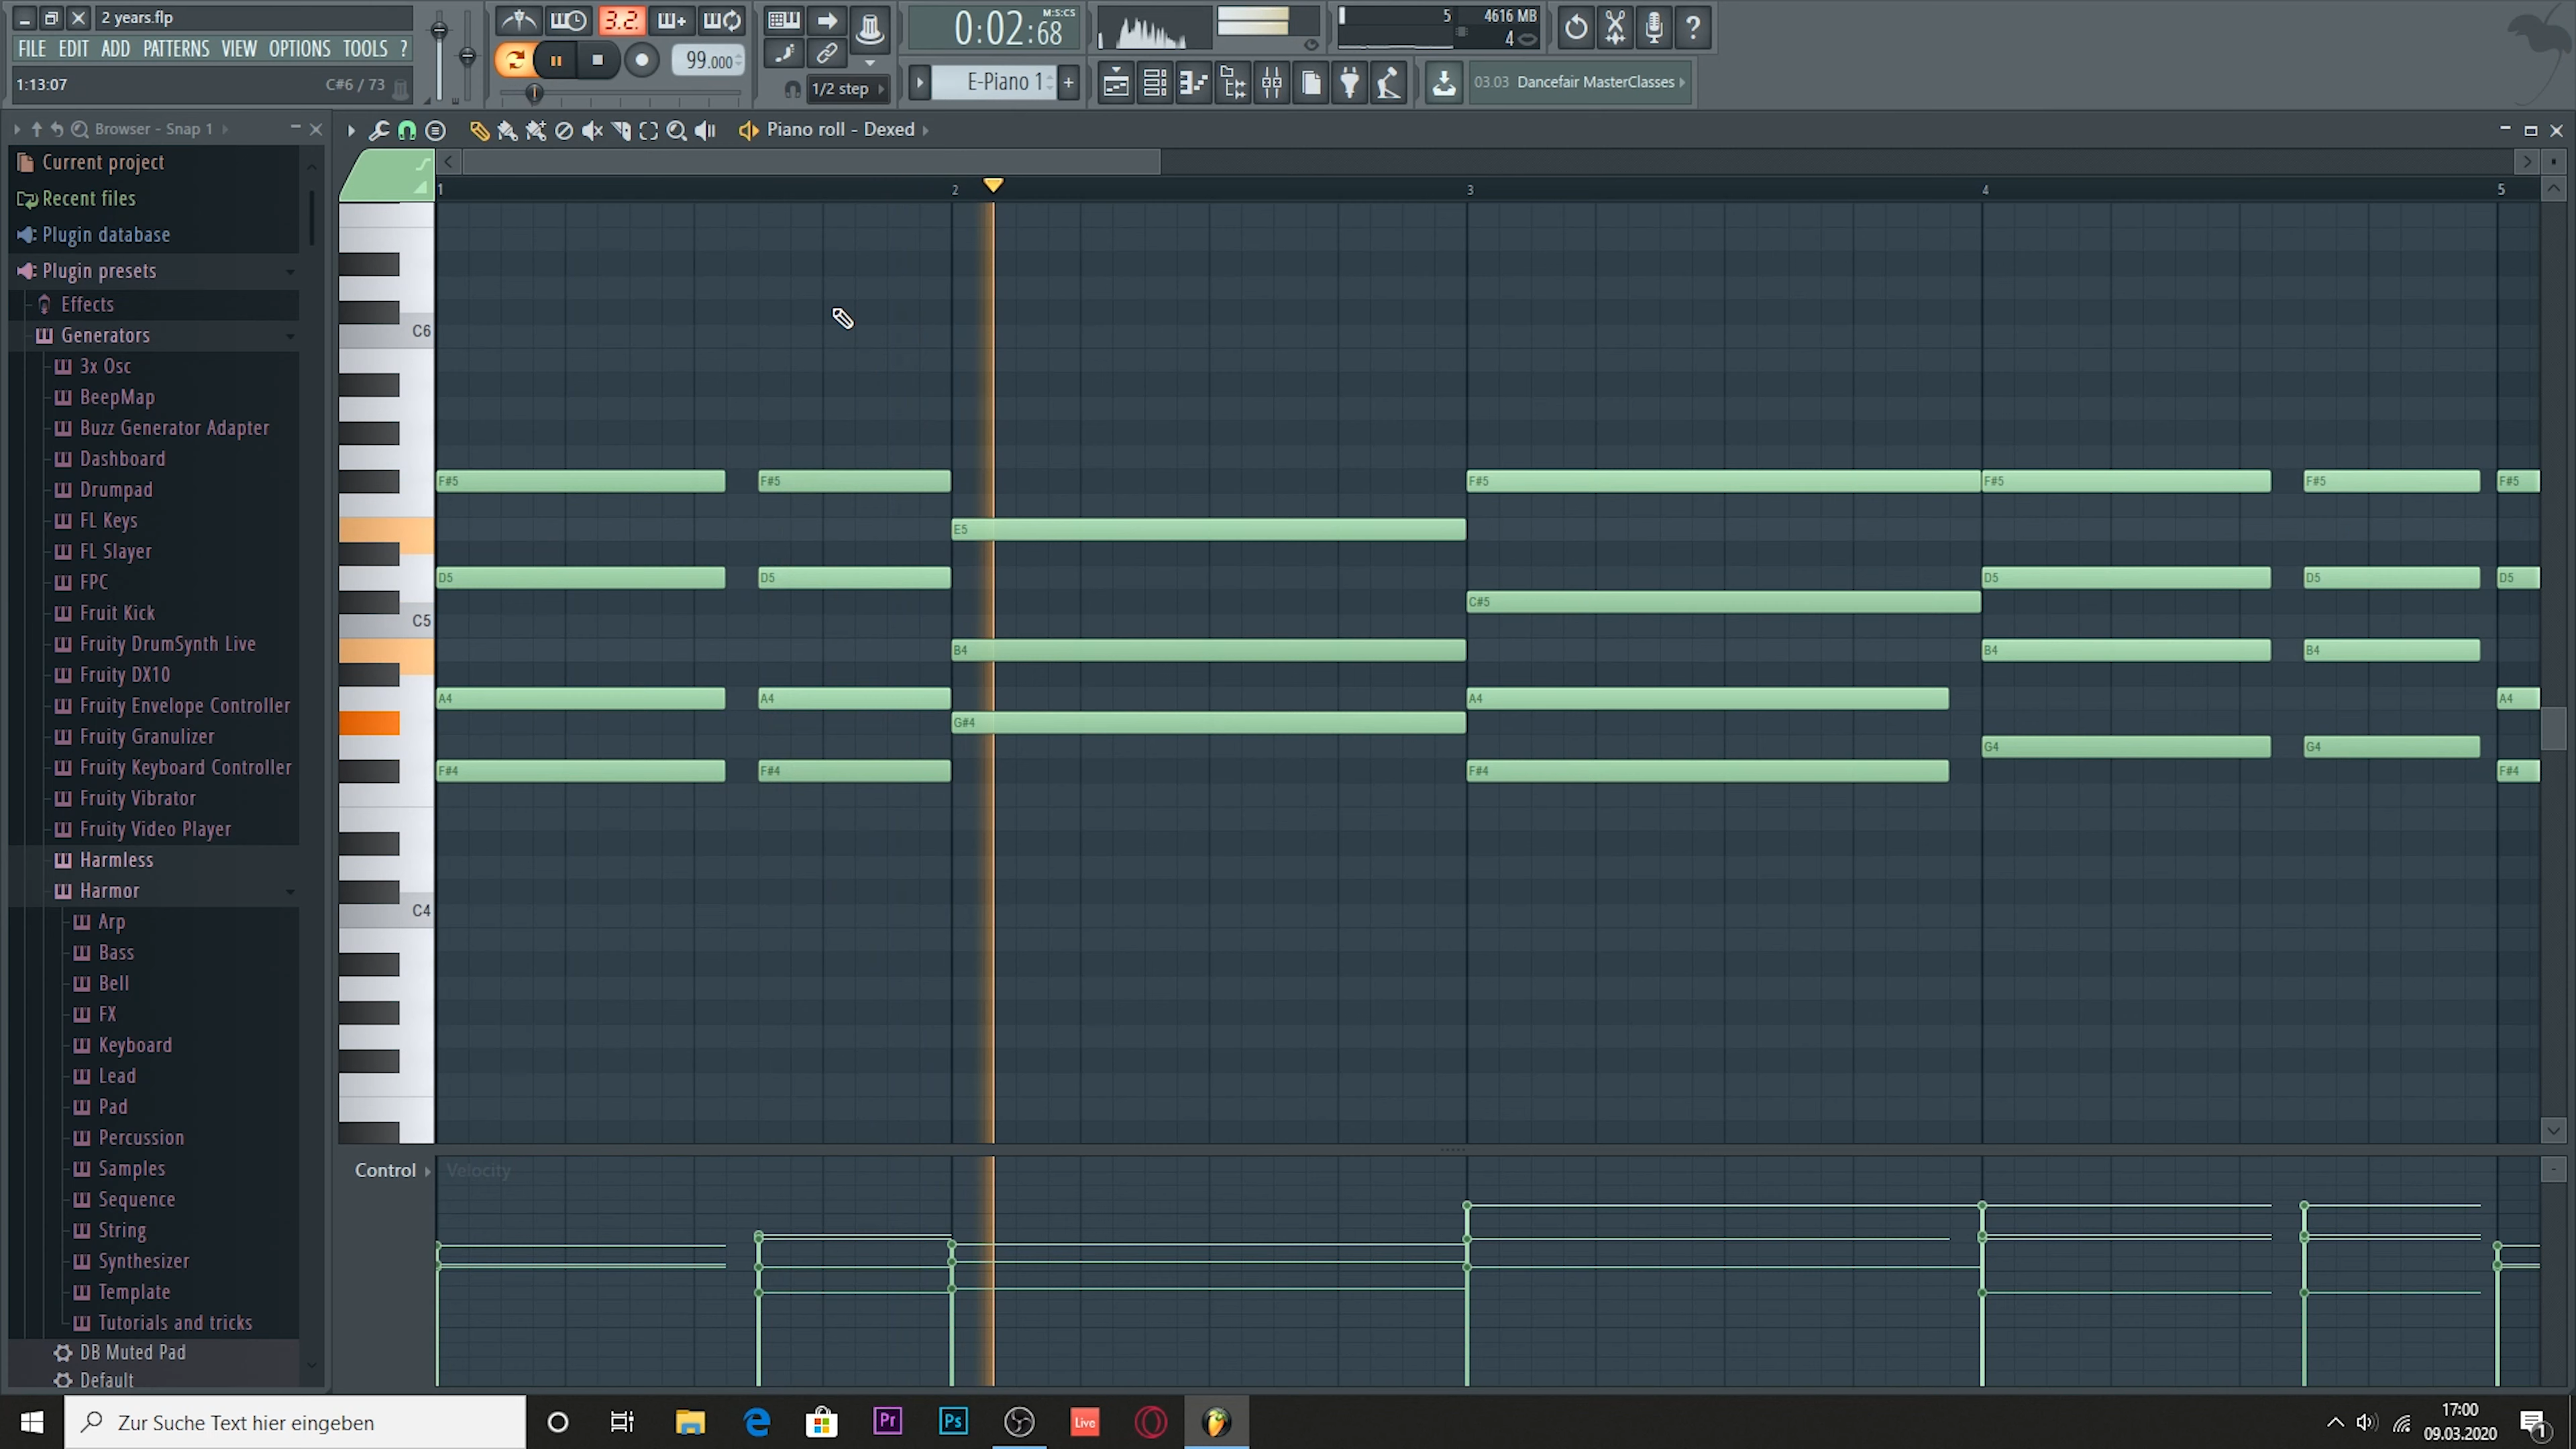 2 years.flp
FILE EDIT ADD PATTERNS VIEW OPTIONS TOOLS ?
1:13:07 C#6 / 73
3.2.
99.000
1/2 step
0:02:68
M:S:CS
E-Piano 1
+
5
4616 MB
4
?
03.03 Dancefair MasterClasses
Browser - Snap 1
Piano roll - Dexed
Current project
Recent files
Plugin database
Plugin presets
Effects
Generators
3x Osc
BeepMap
Buzz Generator Adapter
Dashboard
Drumpad
FL Keys
FL Slayer
FPC
Fruit Kick
Fruity DrumSynth Live
Fruity DX10
Fruity Envelope Controller
Fruity Granulizer
Fruity Keyboard Controller
Fruity Vibrator
Fruity Video Player
Harmless
Harmor
Arp
Bass
Bell
FX
Keyboard
Lead
Pad
Percussion
Samples
Sequence
String
Synthesizer
Template
Tutorials and tricks
DB Muted Pad
Default
1 2 3 4 5
C6
F#5 F#5 F#5 F#5 F#5 F#5
E5
D5 D5 D5 D5 D5
C#5
C5
B4 B4 B4
A4 A4 A4 A4
G#4
G4 G4
F#4 F#4 F#4 F#4
C4
Control Velocity
Zur Suche Text hier eingeben
Pr
Ps
Live
17:00
09.03.2020
1